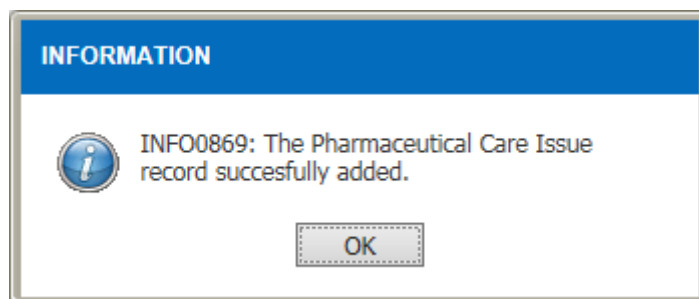 INFORMATION
INFO0869: The Pharmaceutical Care Issue
record succesfully added.
OK